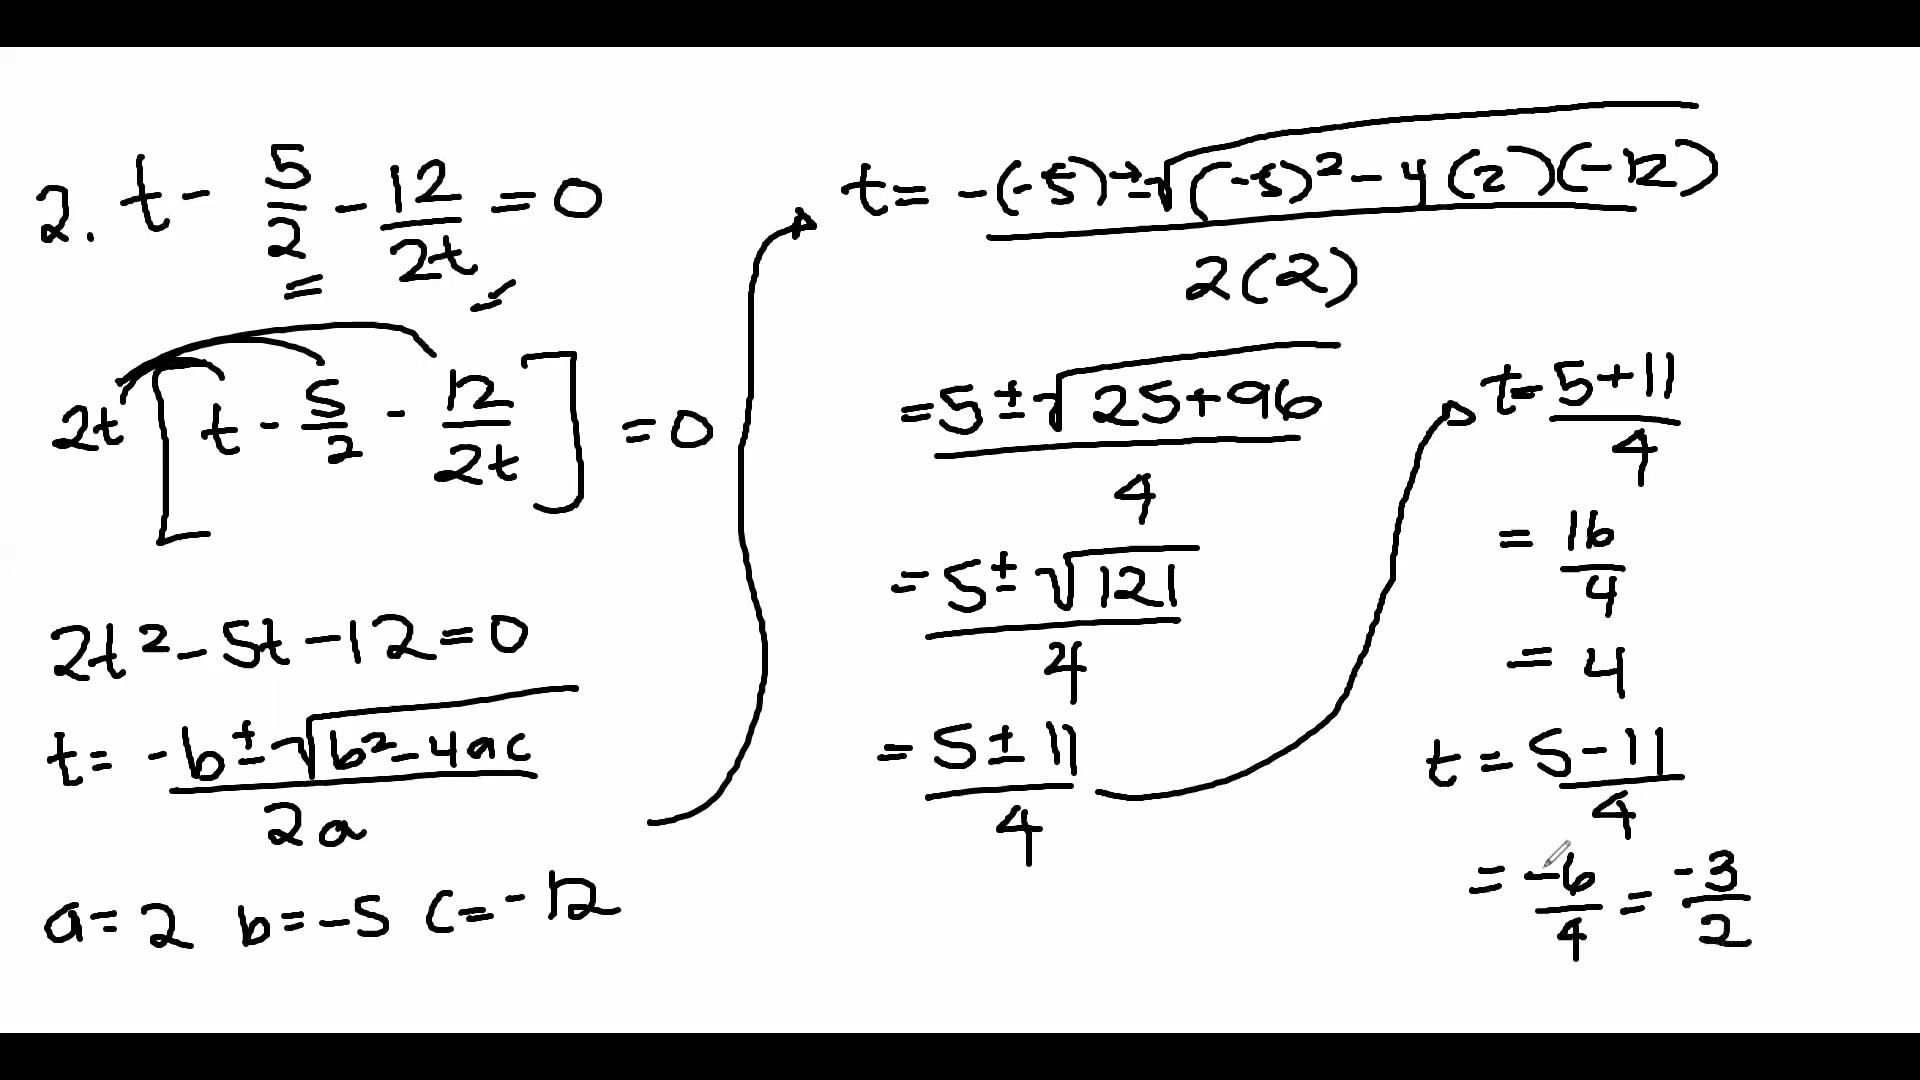 2. t - 5/2 - 12/2t = 0
2t [t - 5/2 - 12/2t] = 0
2t² - 5t - 12 = 0
t = -b ± √(b² - 4ac) / 2a
a = 2 b = -5 c = -12
t = -(-5) ± √((-5)² - 4(2)(-12)) / 2(2)
= 5 ± √(25 + 96) / 4
= 5 ± √121 / 4
= 5 ± 11 / 4
t = 5 + 11 / 4
= 16/4
= 4
t = 5 - 11 / 4
= -6/4 = -3/2